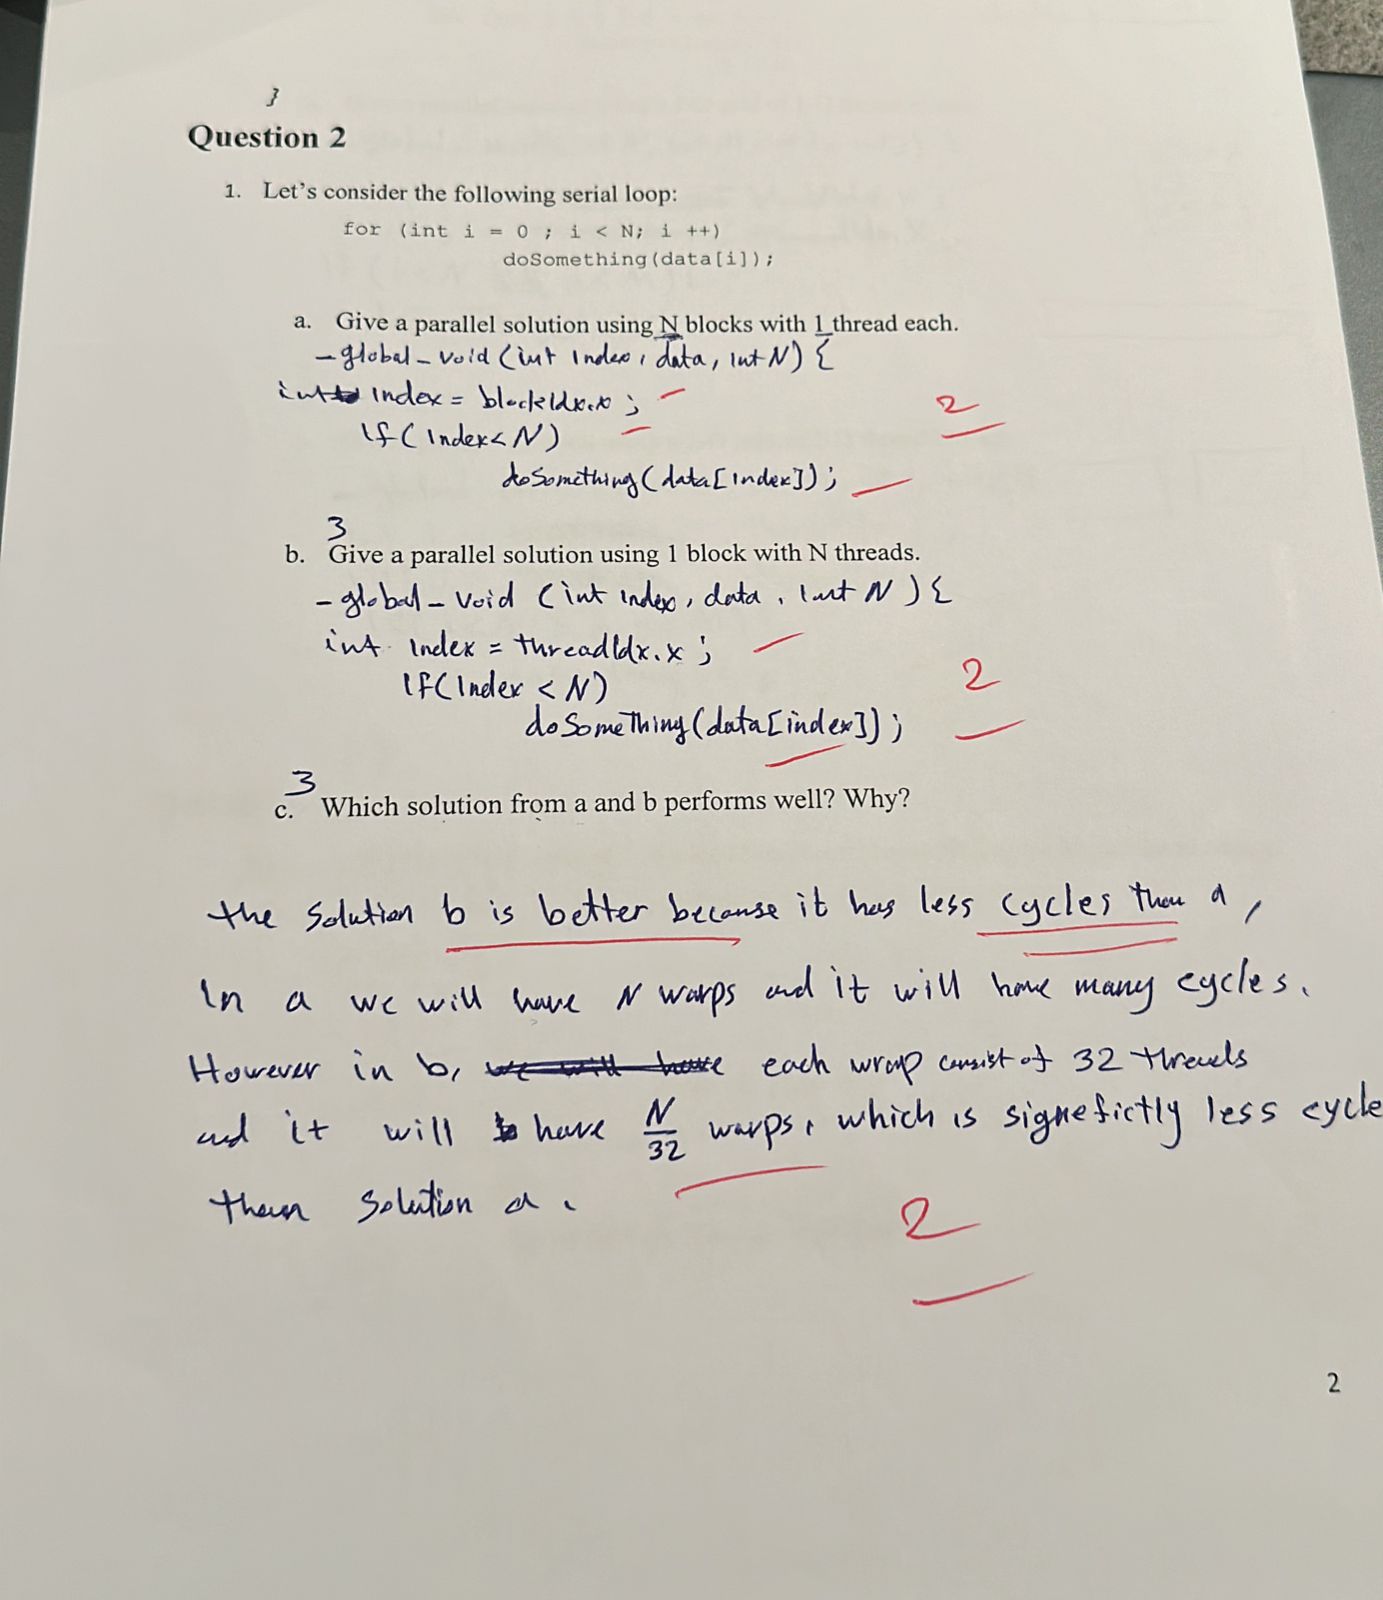 }
Question 2
1. Let's consider the following serial loop:
for (int i = 0 ; i < N; i ++)
doSomething(data[i]);
a. Give a parallel solution using N blocks with 1 thread each.
-global- void (int Index, data, int N) {
int Index = blockIdx.x ;
If( Index< N)
2
doSomething( data[Index]);
}
b. Give a parallel solution using 1 block with N threads.
-global- void (int Index, data, int N ) {
int Index = threadIdx.x ;
If(Index < N)
2
doSomeThing(data[index]);
}
c. Which solution from a and b performs well? Why?
the Solution b is better because it has less cycles than a ,
In a we will have N warps and it will have many cycles.
However in b, we will have each wrap consist of 32 threads
and it will have N/32 warps, which is signefictly less cycle
than Solution a .
2
2